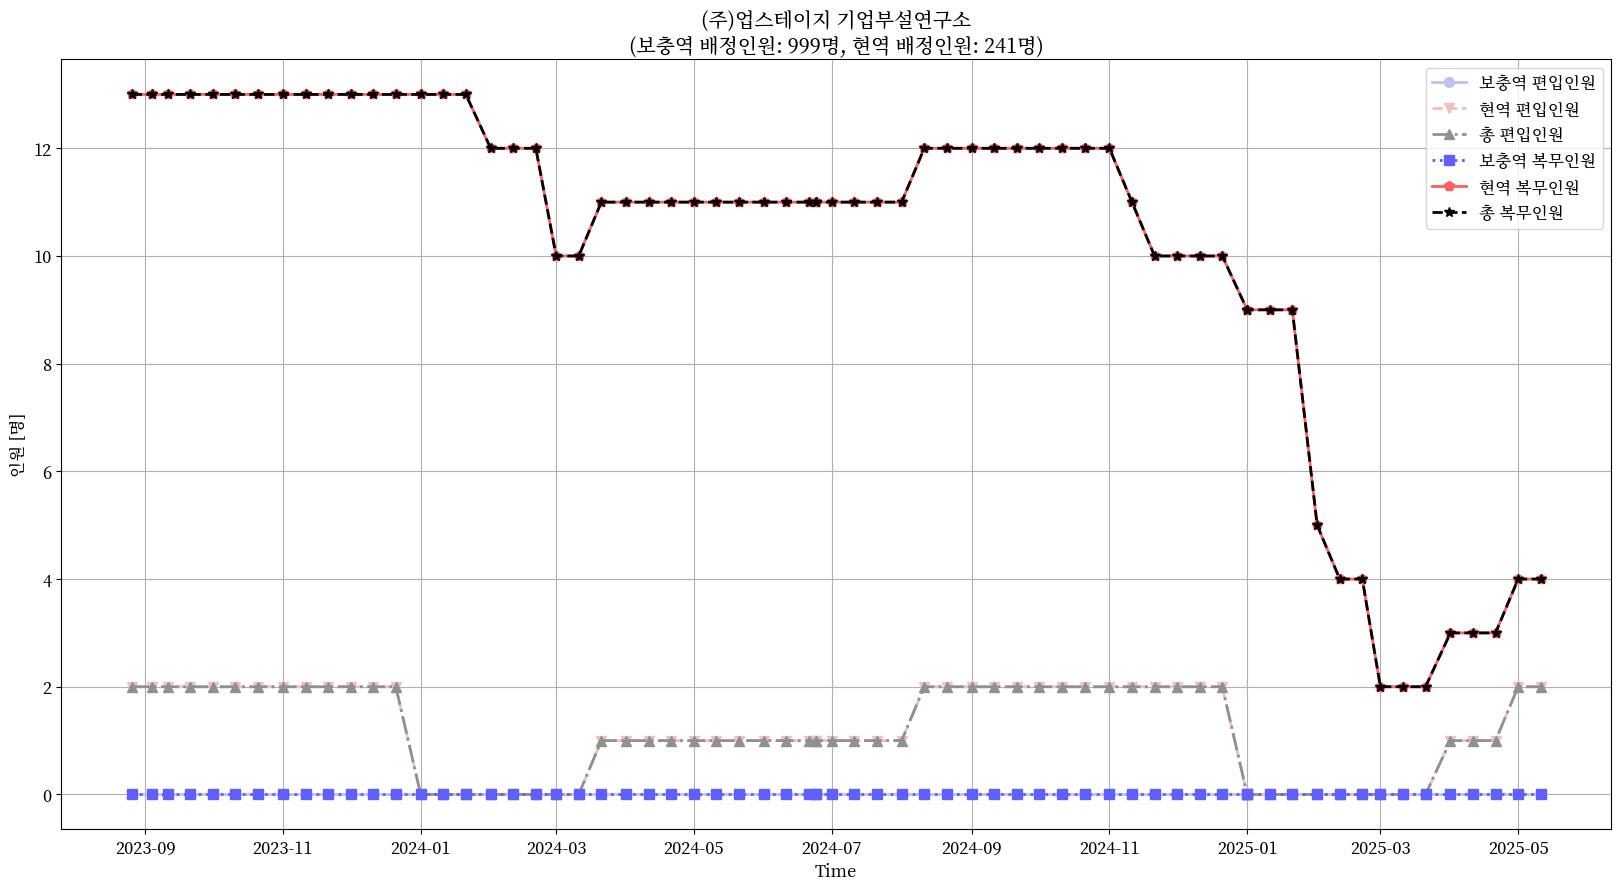 (주)업스테이지 기업부설연구소
(보충역 배정인원: 999명, 현역 배정인원: 241명)
보충역 편입인원
현역 편입인원
총 편입인원
보충역 복무인원
현역 복무인원
총 복무인원
인원 [명]
12
10
8
6
4
2
0
2023-09
2023-11
2024-01
2024-03
2024-05
2024-07
2024-09
2024-11
2025-01
2025-03
2025-05
Time